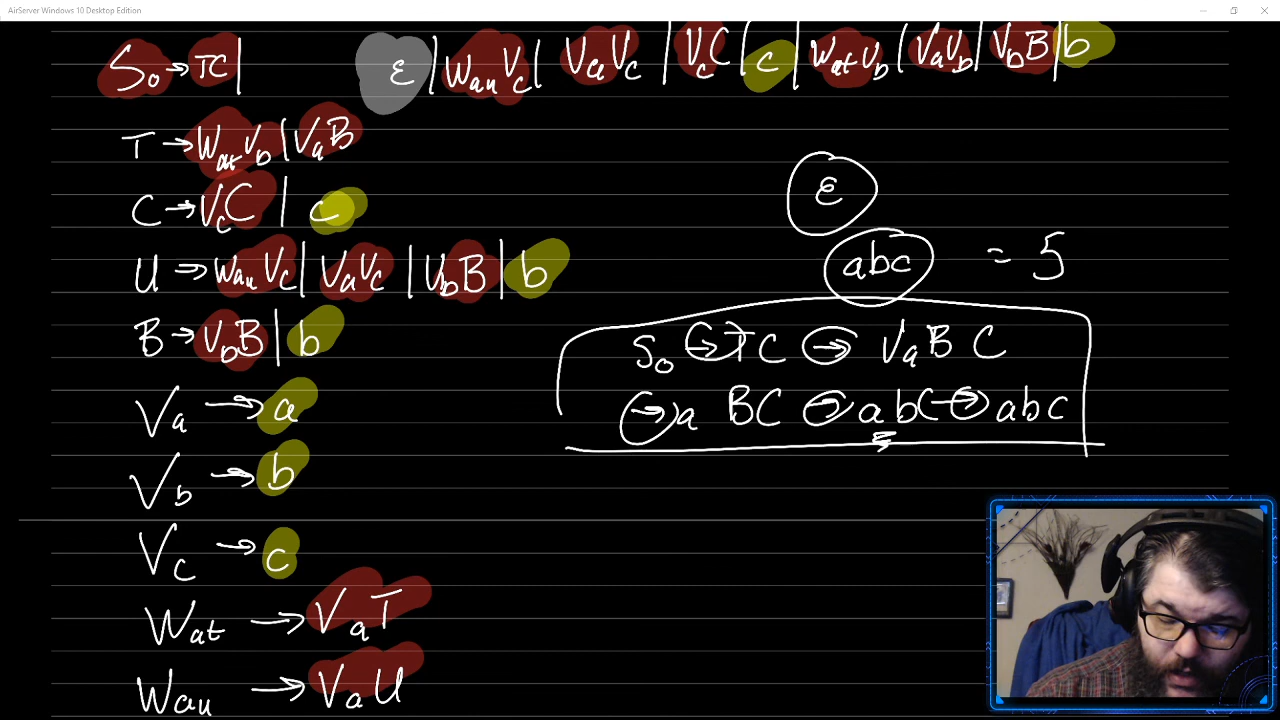 AirServer Windows 10 Desktop Edition
S₀ → TC | ε | W_au V_c | V_a V_c | V_c C | c | W_at V_b | V_a V_b | V_b B | b
T → W_at V_b | V_a B
ε
C → V_c C | c
abc = 5
U → W_au V_c | V_a V_c | V_b B | b
B → V_b B | b
S₀ → TC → V_a B C
→ a BC → abC → abc
V_a → a
V_b → b
V_c → c
W_at → V_a T
W_au → V_a U